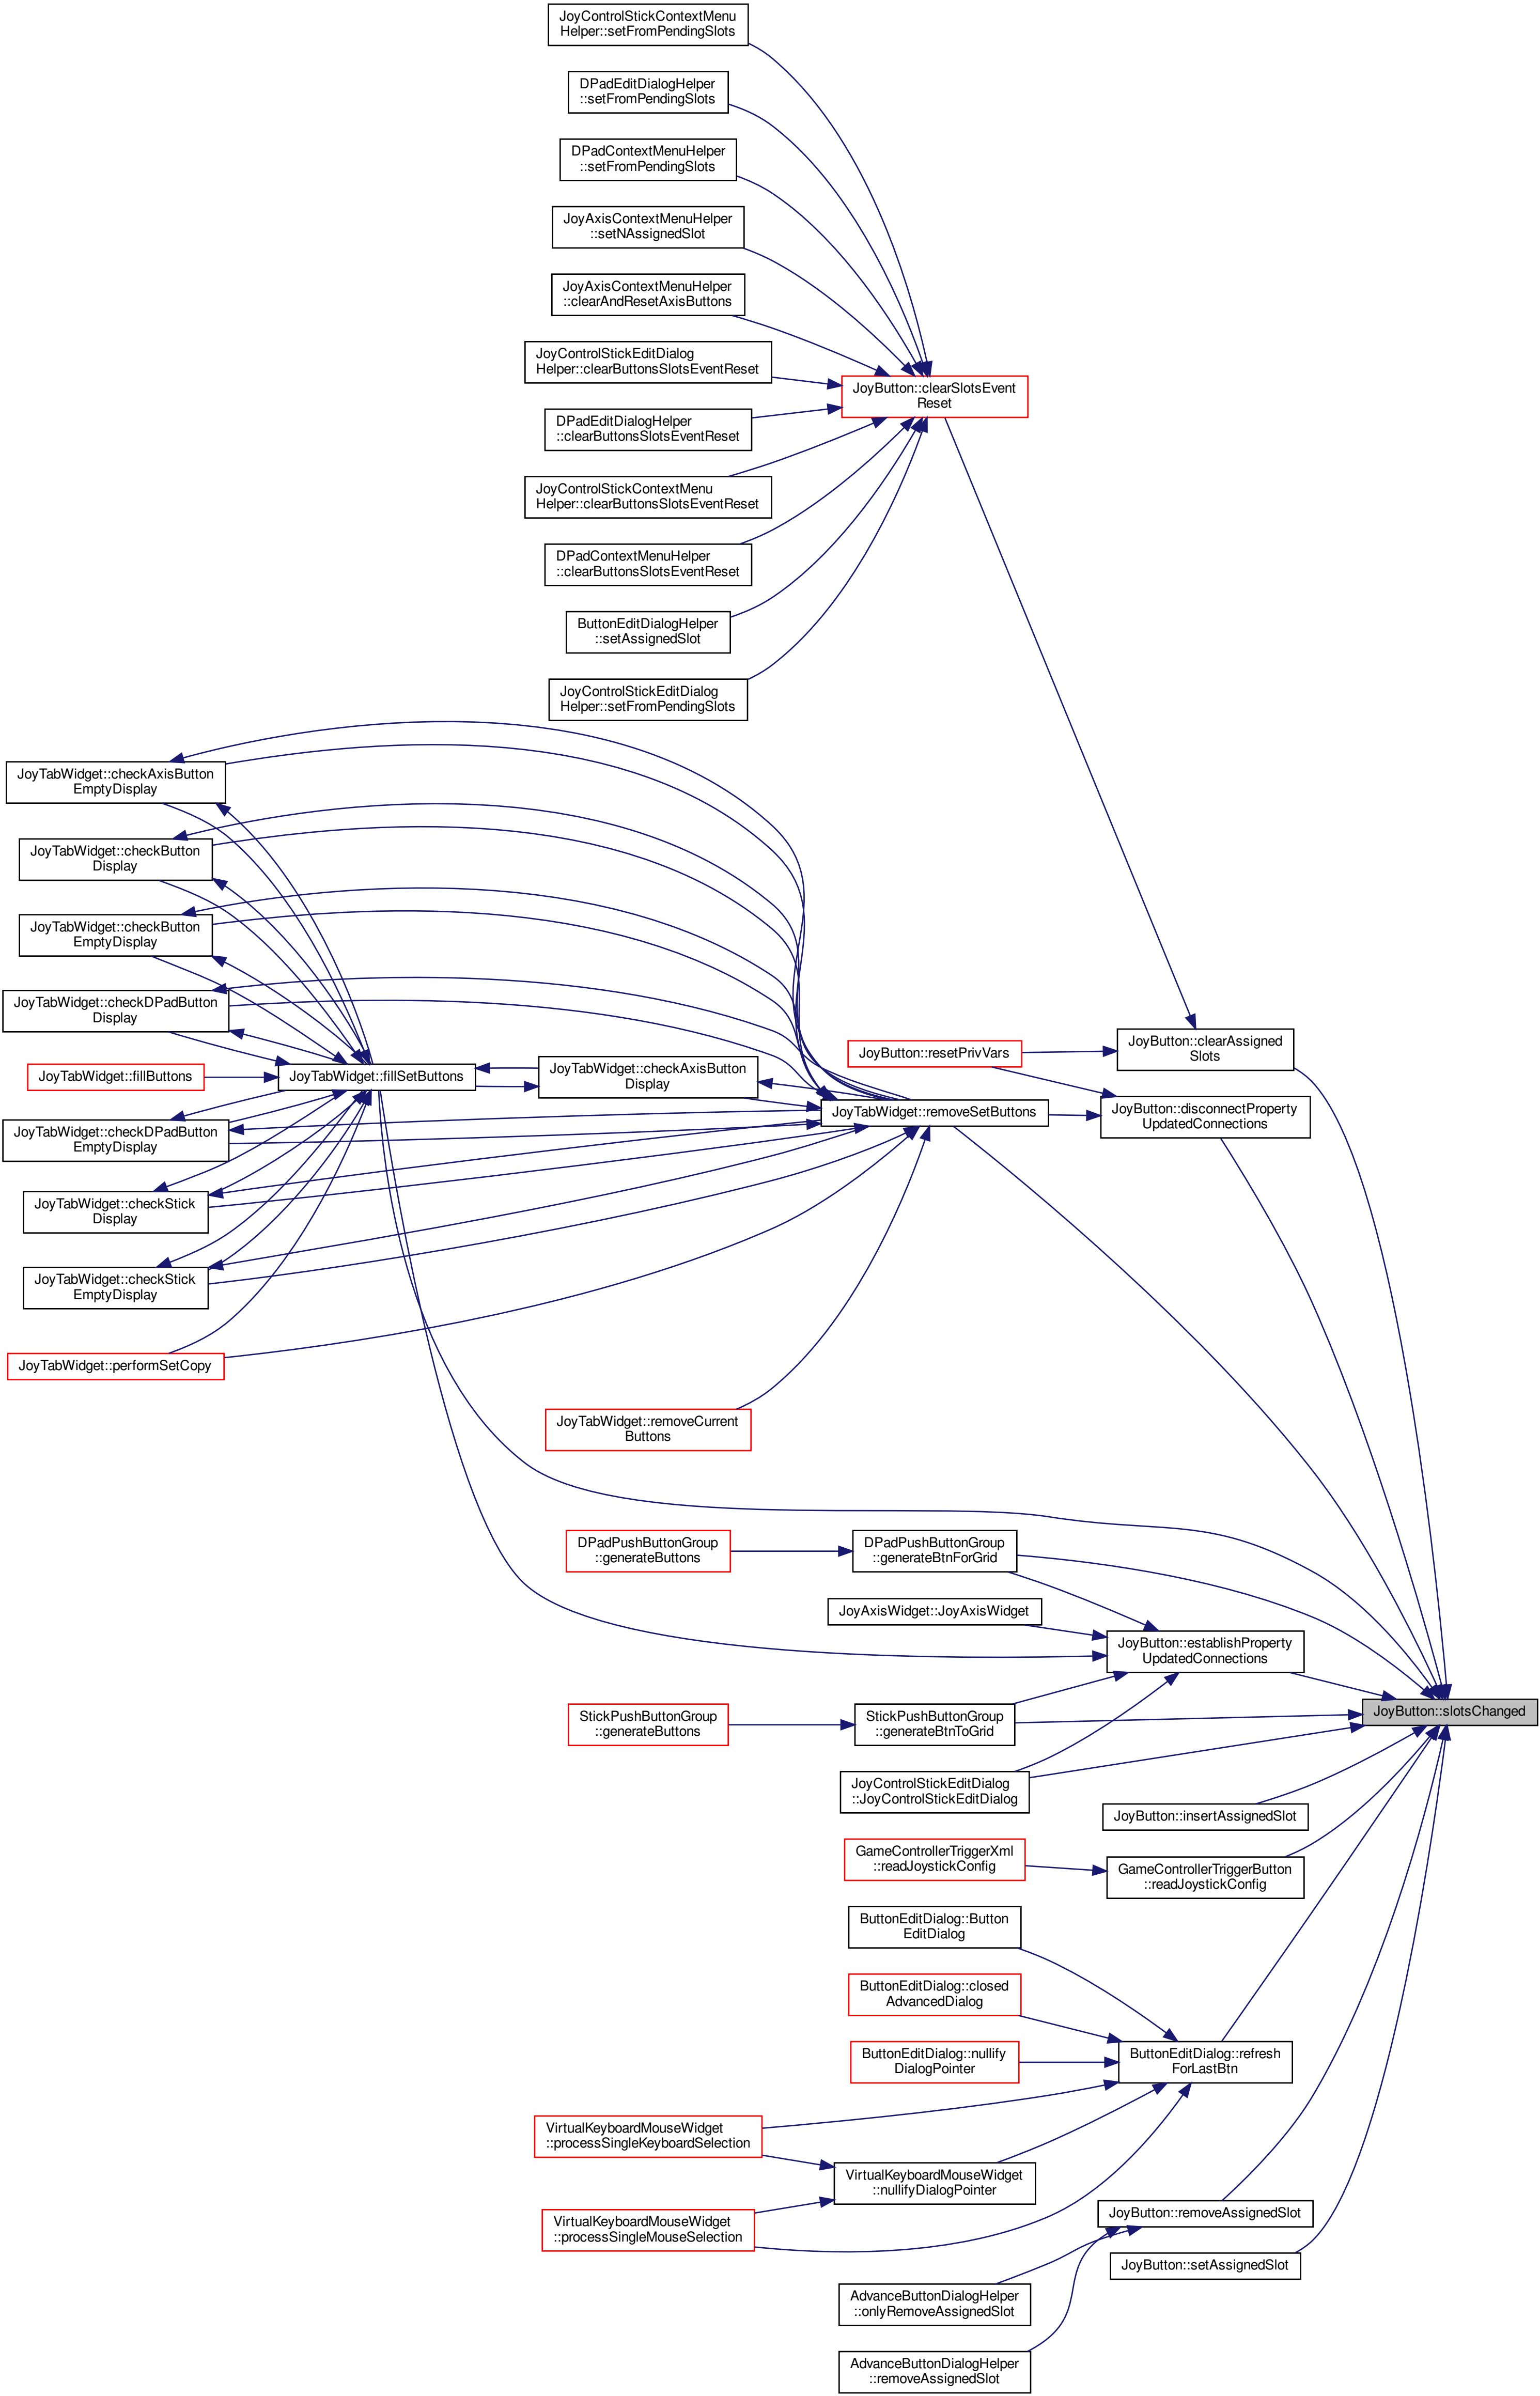 JoyControlStickContextMenu
Helper::setFromPendingSlots
DPadEditDialogHelper
::setFromPendingSlots
DPadContextMenuHelper
::setFromPendingSlots
JoyAxisContextMenuHelper
::setNAssignedSlot
JoyAxisContextMenuHelper
::clearAndResetAxisButtons
JoyControlStickEditDialog
Helper::clearButtonsSlotsEventReset
JoyButton::clearSlotsEvent
Reset
DPadEditDialogHelper
::clearButtonsSlotsEventReset
JoyControlStickContextMenu
Helper::clearButtonsSlotsEventReset
DPadContextMenuHelper
::clearButtonsSlotsEventReset
ButtonEditDialogHelper
::setAssignedSlot
JoyControlStickEditDialog
Helper::setFromPendingSlots
JoyTabWidget::checkAxisButton
EmptyDisplay
JoyTabWidget::checkButton
Display
JoyTabWidget::checkButton
EmptyDisplay
JoyTabWidget::checkDPadButton
Display
JoyButton::resetPrivVars
JoyButton::clearAssigned
Slots
JoyTabWidget::fillButtons
JoyTabWidget::fillSetButtons
JoyTabWidget::checkAxisButton
Display
JoyTabWidget::removeSetButtons
JoyButton::disconnectProperty
UpdatedConnections
JoyTabWidget::checkDPadButton
EmptyDisplay
JoyTabWidget::checkStick
Display
JoyTabWidget::checkStick
EmptyDisplay
JoyTabWidget::performSetCopy
JoyTabWidget::removeCurrent
Buttons
DPadPushButtonGroup
::generateButtons
DPadPushButtonGroup
::generateBtnForGrid
JoyAxisWidget::JoyAxisWidget
JoyButton::establishProperty
UpdatedConnections
StickPushButtonGroup
::generateButtons
StickPushButtonGroup
::generateBtnToGrid
JoyButton::slotsChanged
JoyControlStickEditDialog
::JoyControlStickEditDialog
JoyButton::insertAssignedSlot
GameControllerTriggerXml
::readJoystickConfig
GameControllerTriggerButton
::readJoystickConfig
ButtonEditDialog::Button
EditDialog
ButtonEditDialog::closed
AdvancedDialog
ButtonEditDialog::nullify
DialogPointer
ButtonEditDialog::refresh
ForLastBtn
VirtualKeyboardMouseWidget
::processSingleKeyboardSelection
VirtualKeyboardMouseWidget
::nullifyDialogPointer
VirtualKeyboardMouseWidget
::processSingleMouseSelection
JoyButton::removeAssignedSlot
JoyButton::setAssignedSlot
AdvanceButtonDialogHelper
::onlyRemoveAssignedSlot
AdvanceButtonDialogHelper
::removeAssignedSlot